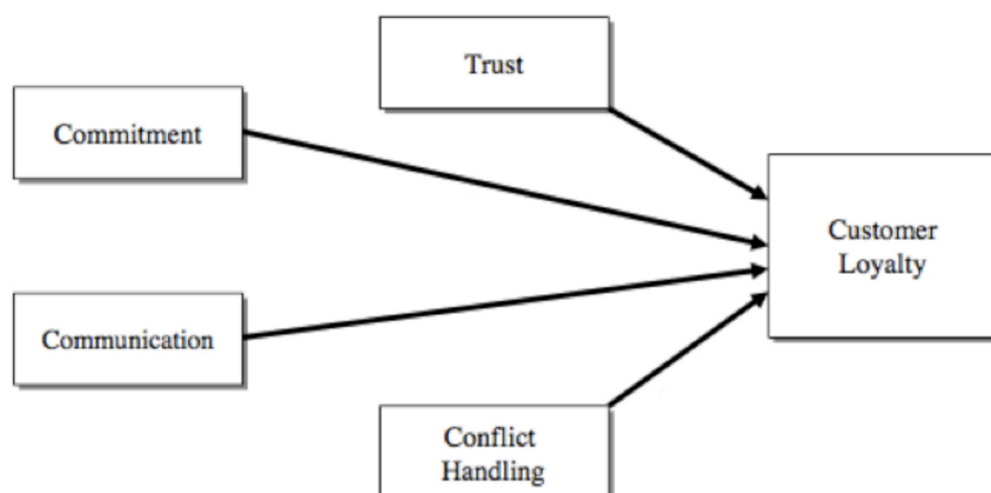 Trust
Commitment
Customer
Loyalty
Communication
Conflict
Handling